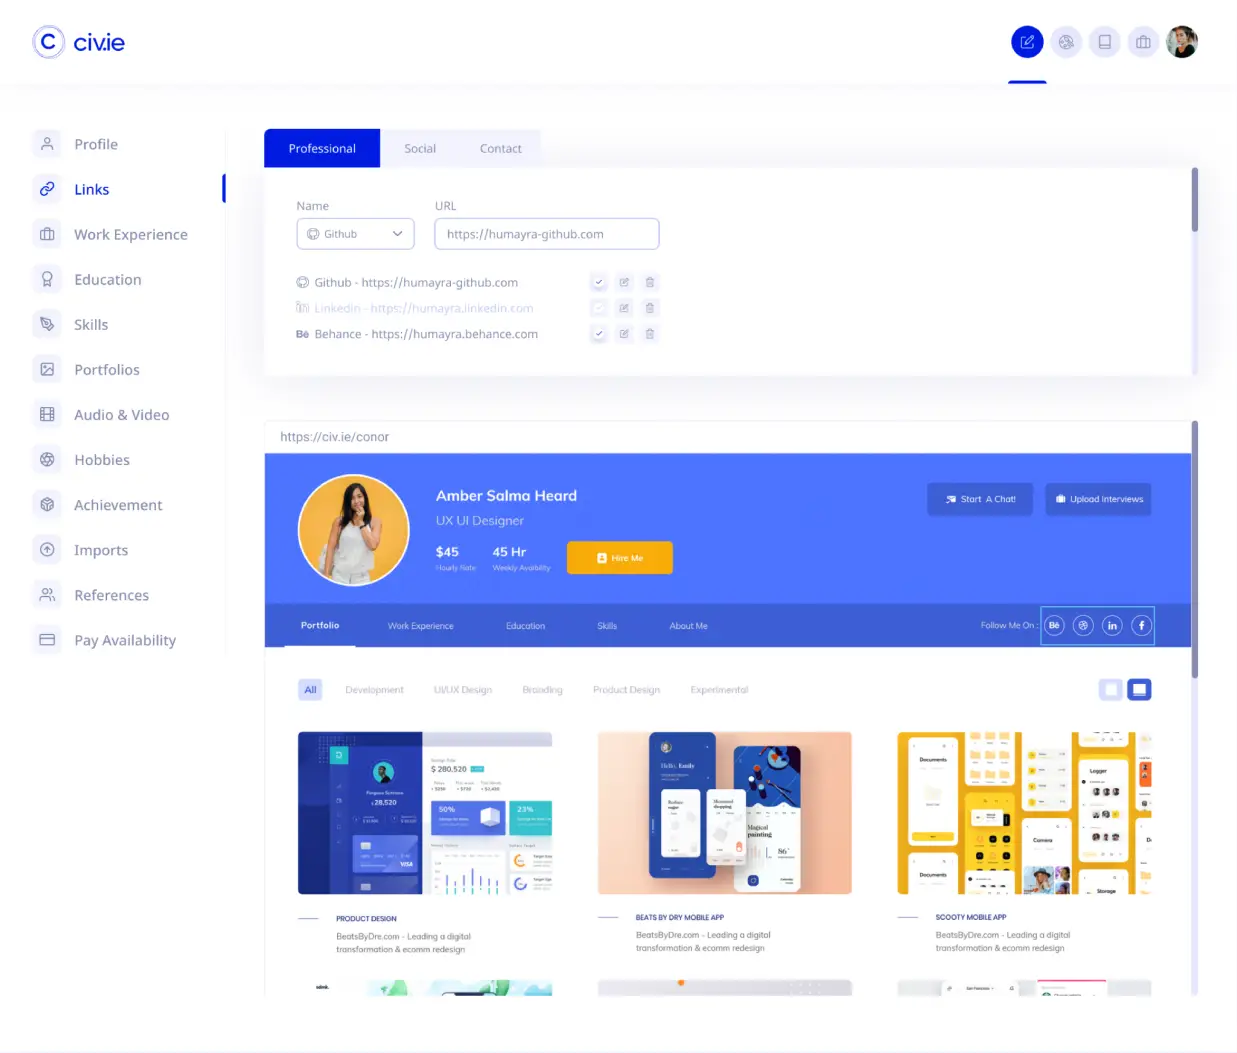 C civ.ie
Profile
Links
Work Experience
Education
Skills
Portfolios
Audio & Video
Hobbies
Achievement
Imports
References
Pay Availability
Professional Social Contact
Name URL
Github https://humayra-github.com
Github - https://humayra-github.com
Linkedin - https://humayra.linkedin.com
Bē Behance - https://humayra.behance.com
https://civ.ie/conor
Amber Salma Heard
UX UI Designer
$45 45 Hr
Hourly Rate Weekly Avaibility
Hire Me
Start A Chat! Upload Interviews
Portfolio Work Experience Education Skills About Me Follow Me On : Bē in f
All Development UI/UX Design Branding Product Design Experimental
$ 280,520
28,520
50% 23%
VISA
Hello, Emily
Magical
painting
86°
Documents
Logger
Camera
Documents
Storage
PRODUCT DESIGN
BeatsByDre.com - Leading a digital
transformation & ecomm redesign
BEATS BY DRY MOBILE APP
BeatsByDre.com - Leading a digital
transformation & ecomm redesign
SCOOTY MOBILE APP
BeatsByDre.com - Leading a digital
transformation & ecomm redesign